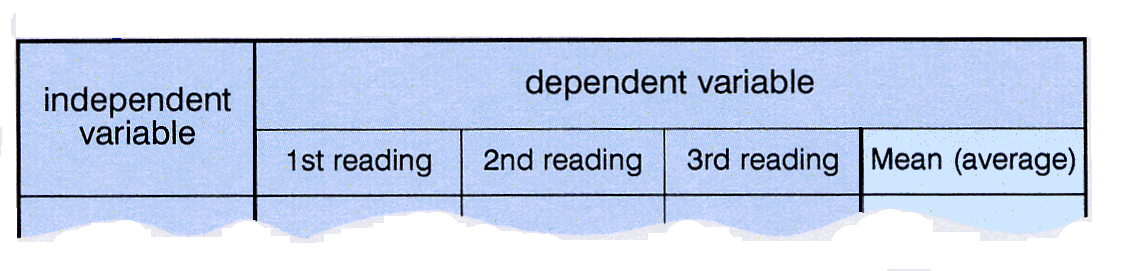 independent
variable
dependent variable
1st reading
2nd reading
3rd reading
Mean (average)